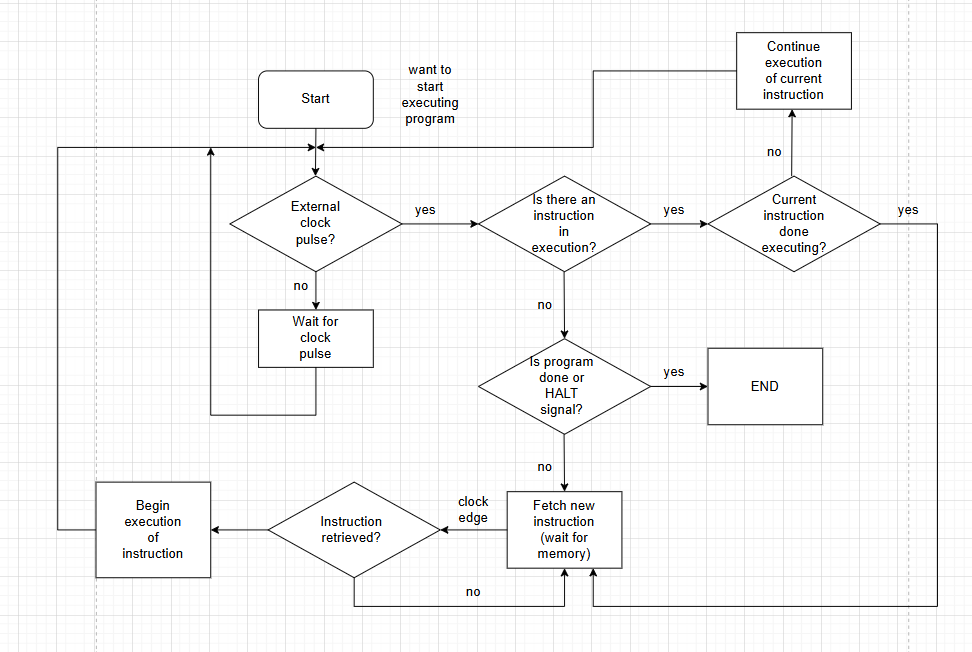 Start
want to
start
executing
program
Continue
execution
of current
instruction
no
External
clock
pulse?
yes
Is there an
instruction
in
execution?
yes
Current
instruction
done
executing?
yes
no
Wait for
clock
pulse
no
Is program
done or
HALT
signal?
yes
END
no
Begin
execution
of
instruction
Instruction
retrieved?
clock
edge
Fetch new
instruction
(wait for
memory)
no